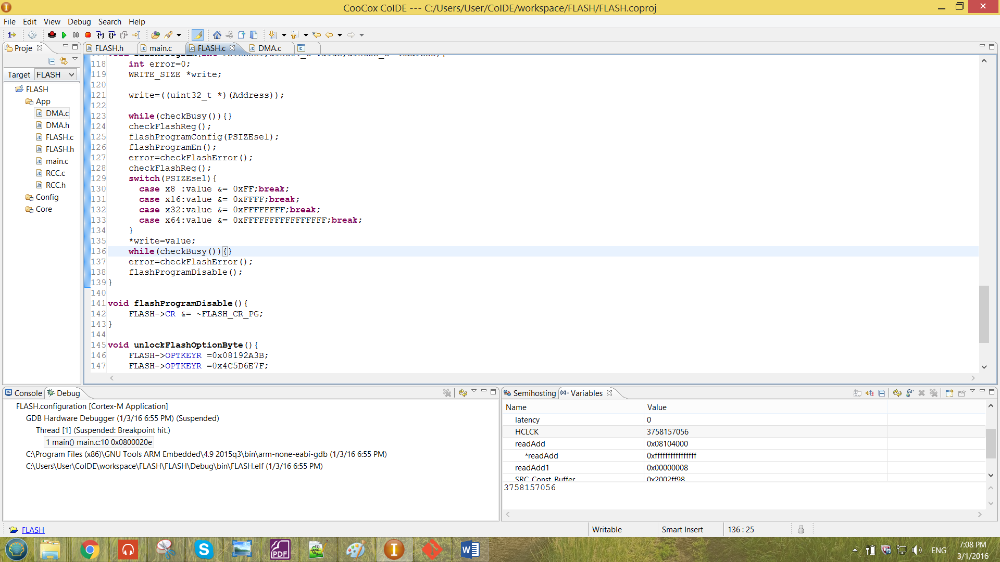 CooCox CoIDE --- C:/Users/User/CoIDE/workspace/FLASH/FLASH.coproj
File Edit View Debug Search Help
Proje
FLASH.h main.c FLASH.c DMA.c
Target FLASH
FLASH
App
DMA.c
DMA.h
FLASH.c
FLASH.h
main.c
RCC.c
RCC.h
Config
Core
118 int error=0;
119 WRITE_SIZE *write;
120
121 write=((uint32_t *)(Address));
122
123 while(checkBusy()){}
124 checkFlashReg();
125 flashProgramConfig(PSIZEsel);
126 flashProgramEn();
127 error=checkFlashError();
128 checkFlashReg();
129 switch(PSIZEsel){
130 case x8 :value &= 0xFF;break;
131 case x16:value &= 0xFFFF;break;
132 case x32:value &= 0xFFFFFFFF;break;
133 case x64:value &= 0xFFFFFFFFFFFFFFFF;break;
134 }
135 *write=value;
136 while(checkBusy()){}
137 error=checkFlashError();
138 flashProgramDisable();
139 }
140
141 void flashProgramDisable(){
142 FLASH->CR &= ~FLASH_CR_PG;
143 }
144
145 void unlockFlashOptionByte(){
146 FLASH->OPTKEYR =0x08192A3B;
147 FLASH->OPTKEYR =0x4C5D6E7F;
Console Debug
FLASH.configuration [Cortex-M Application]
GDB Hardware Debugger (1/3/16 6:55 PM) (Suspended)
Thread [1] (Suspended: Breakpoint hit.)
1 main() main.c:10 0x0800020e
C:\Program Files (x86)\GNU Tools ARM Embedded\4.9 2015q3\bin\arm-none-eabi-gdb (1/3/16 6:55 PM)
C:\Users\User\CoIDE\workspace\FLASH\FLASH\Debug\bin\FLASH.elf (1/3/16 6:55 PM)
Semihosting Variables
Name Value
latency 0
HCLCK 3758157056
readAdd 0x08104000
*readAdd 0xffffffffffffffff
readAdd1 0x00000008
SRC_Const_Buffer 0x2002ff98
3758157056
FLASH
Writable Smart Insert 136 : 25
PDF
ENG
7:08 PM
3/1/2016